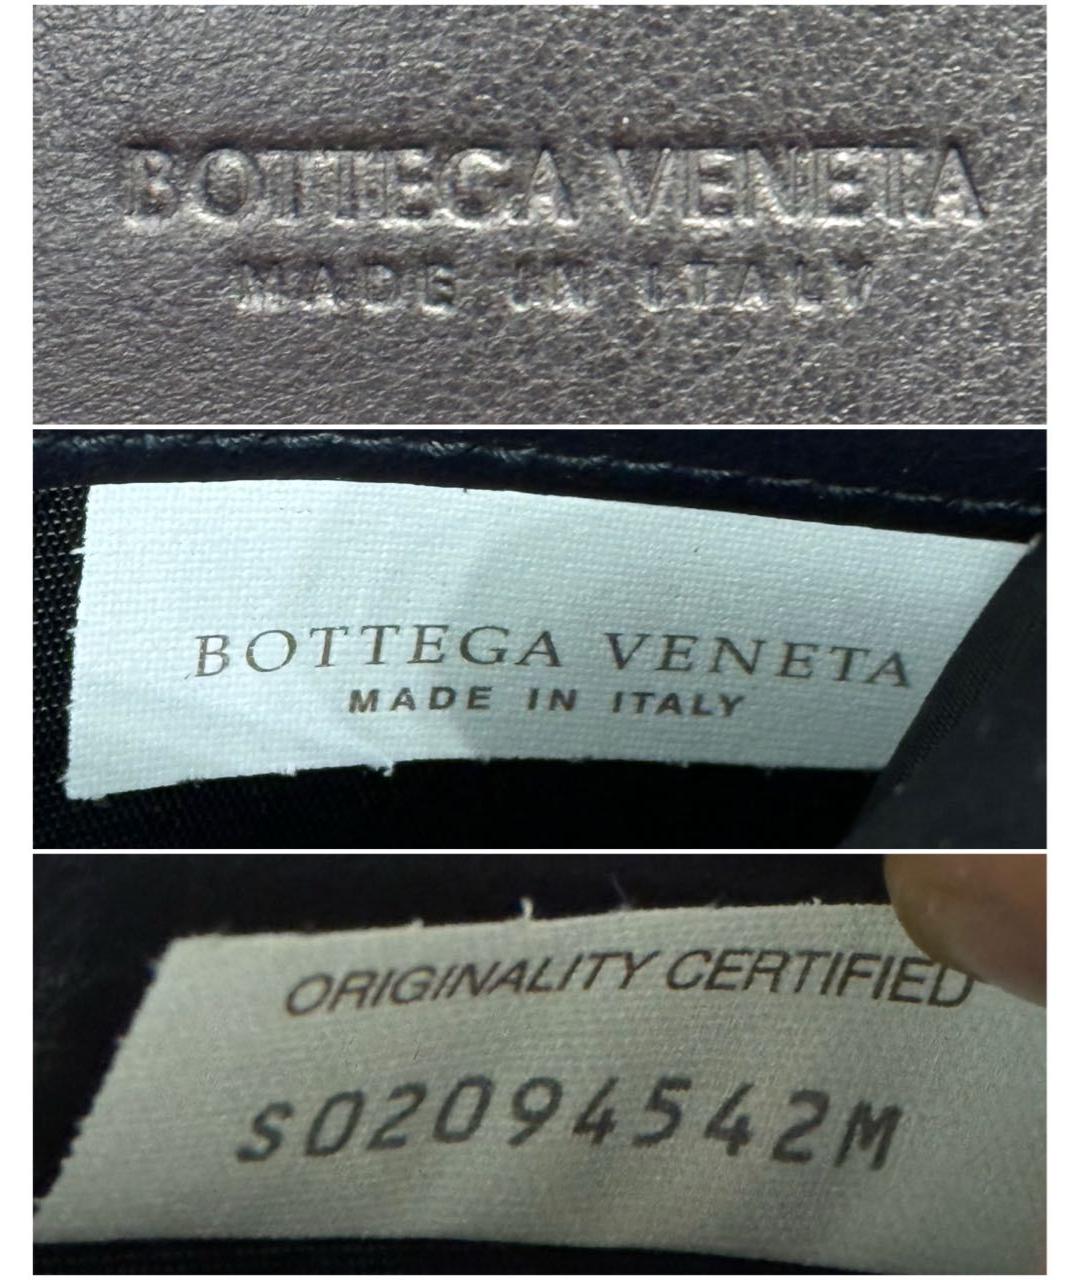 BOTTEGA VENETA
MADE IN ITALY
BOTTEGA VENETA
MADE IN ITALY
ORIGINALITY CERTIFIED
S02094542M